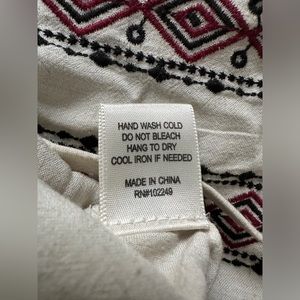 HAND WASH COLD
DO NOT BLEACH
HANG TO DRY
COOL IRON IF NEEDED
MADE IN CHINA
RN#102249